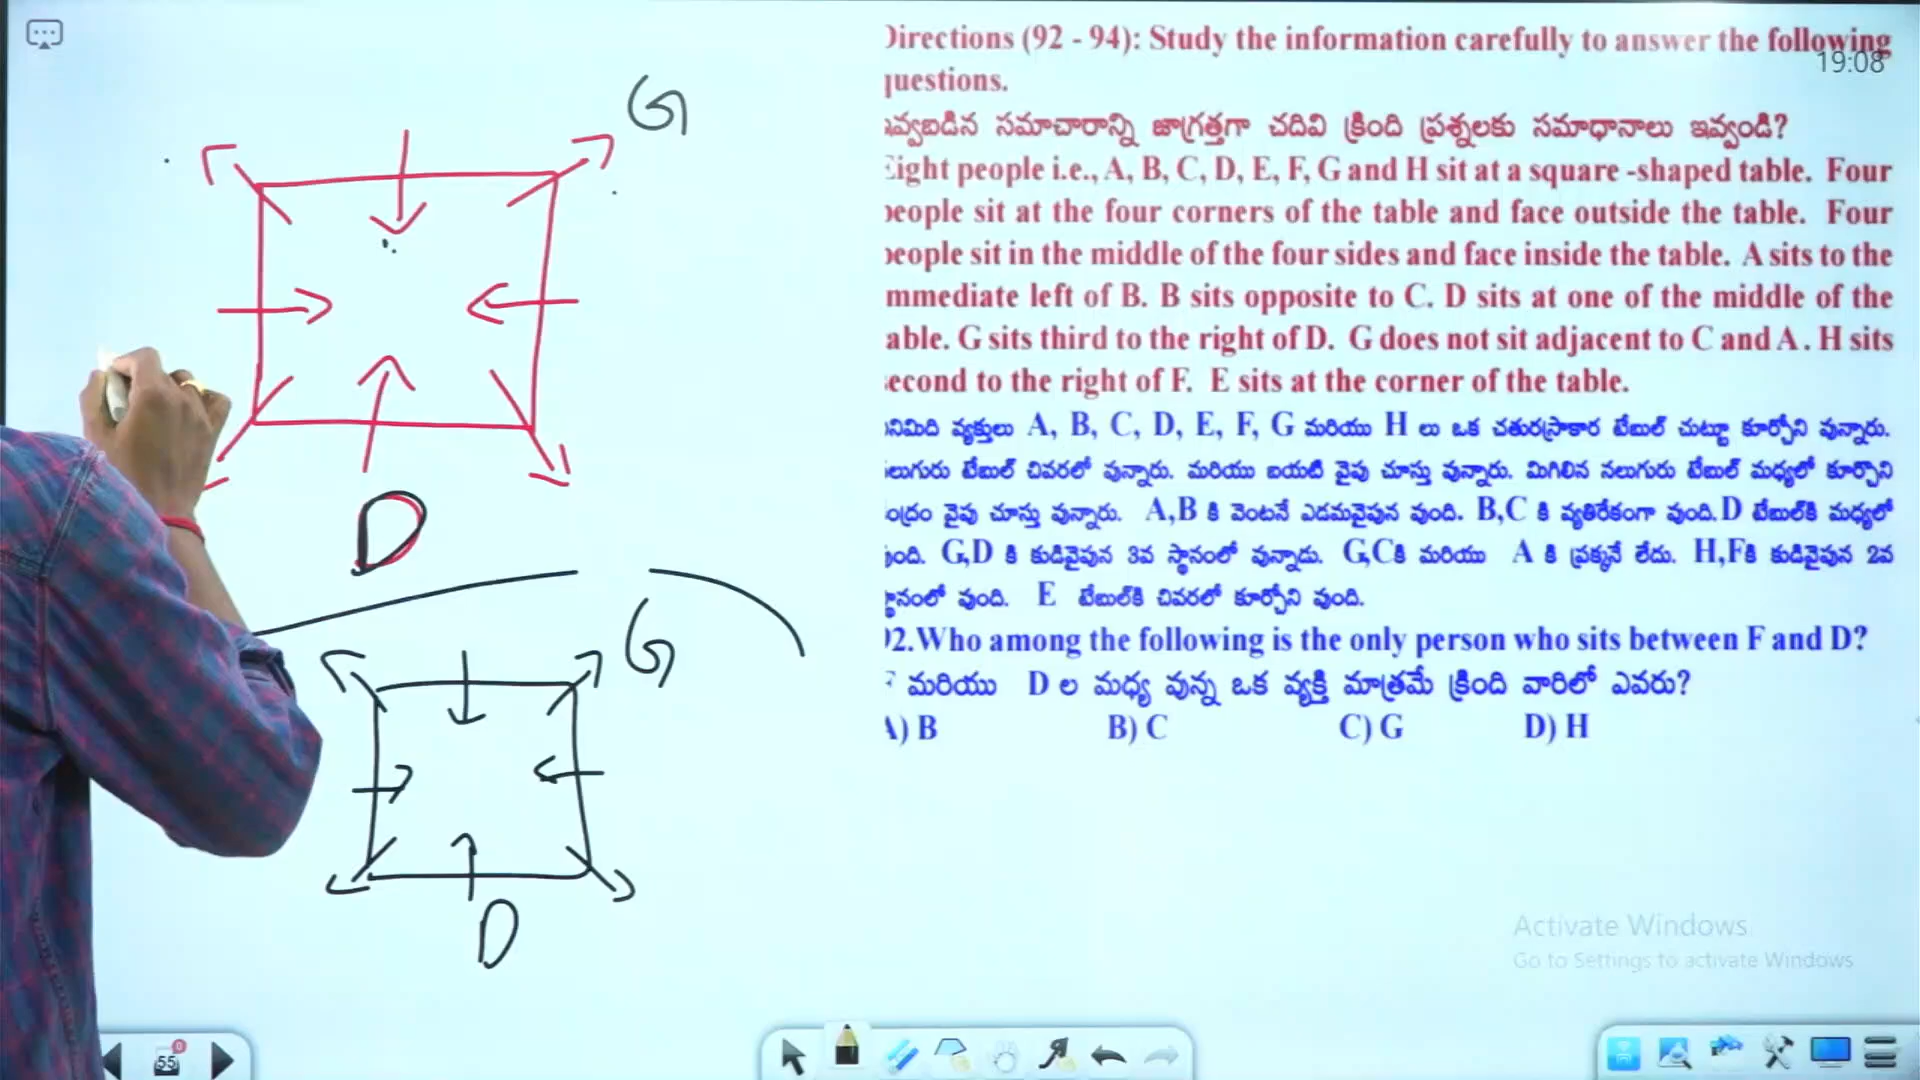 G
D
G
D
19:08
Directions (92 - 94): Study the information carefully to answer the following
questions.
ఇవ్వబడిన సమాచారాన్ని జాగ్రత్తగా చదివి క్రింది ప్రశ్నలకు సమాధానాలు ఇవ్వండి?
Eight people i.e., A, B, C, D, E, F, G and H sit at a square -shaped table. Four
people sit at the four corners of the table and face outside the table. Four
people sit in the middle of the four sides and face inside the table. A sits to the
mmediate left of B. B sits opposite to C. D sits at one of the middle of the
able. G sits third to the right of D. G does not sit adjacent to C and A. H sits
second to the right of F. E sits at the corner of the table.
నిమిది వ్యక్తులు A, B, C, D, E, F, G మరియు H లు ఒక చతురస్రాకార టేబుల్ చుట్టూ కూర్చోని వున్నారు.
లుగురు టేబుల్ చివరలో వున్నారు. మరియు బయటి వైపు చూస్తు వున్నారు. మిగిలిన నలుగురు టేబుల్ మధ్యలో కూర్చొని
ంద్రం వైపు చూస్తు వున్నారు. A,B కి వెంటనే ఎడమవైపున వుంది. B,C కి వ్యతిరేకంగా వుంది. D టేబుల్‌కి మధ్యలో
ుంది. G,D కి కుడివైపున 3వ స్థానంలో వున్నాడు. G,Cకి మరియు A కి ప్రక్కనే లేదు. H,Fకి కుడివైపున 2వ
స్థానంలో వుంది. E టేబుల్‌కి చివరలో కూర్చోని వుంది.
92.Who among the following is the only person who sits between F and D?
F మరియు D ల మధ్య వున్న ఒక వ్యక్తి మాత్రమే క్రింది వారిలో ఎవరు?
A) B B) C C) G D) H
Activate Windows
Go to Settings to activate Windows
55
0